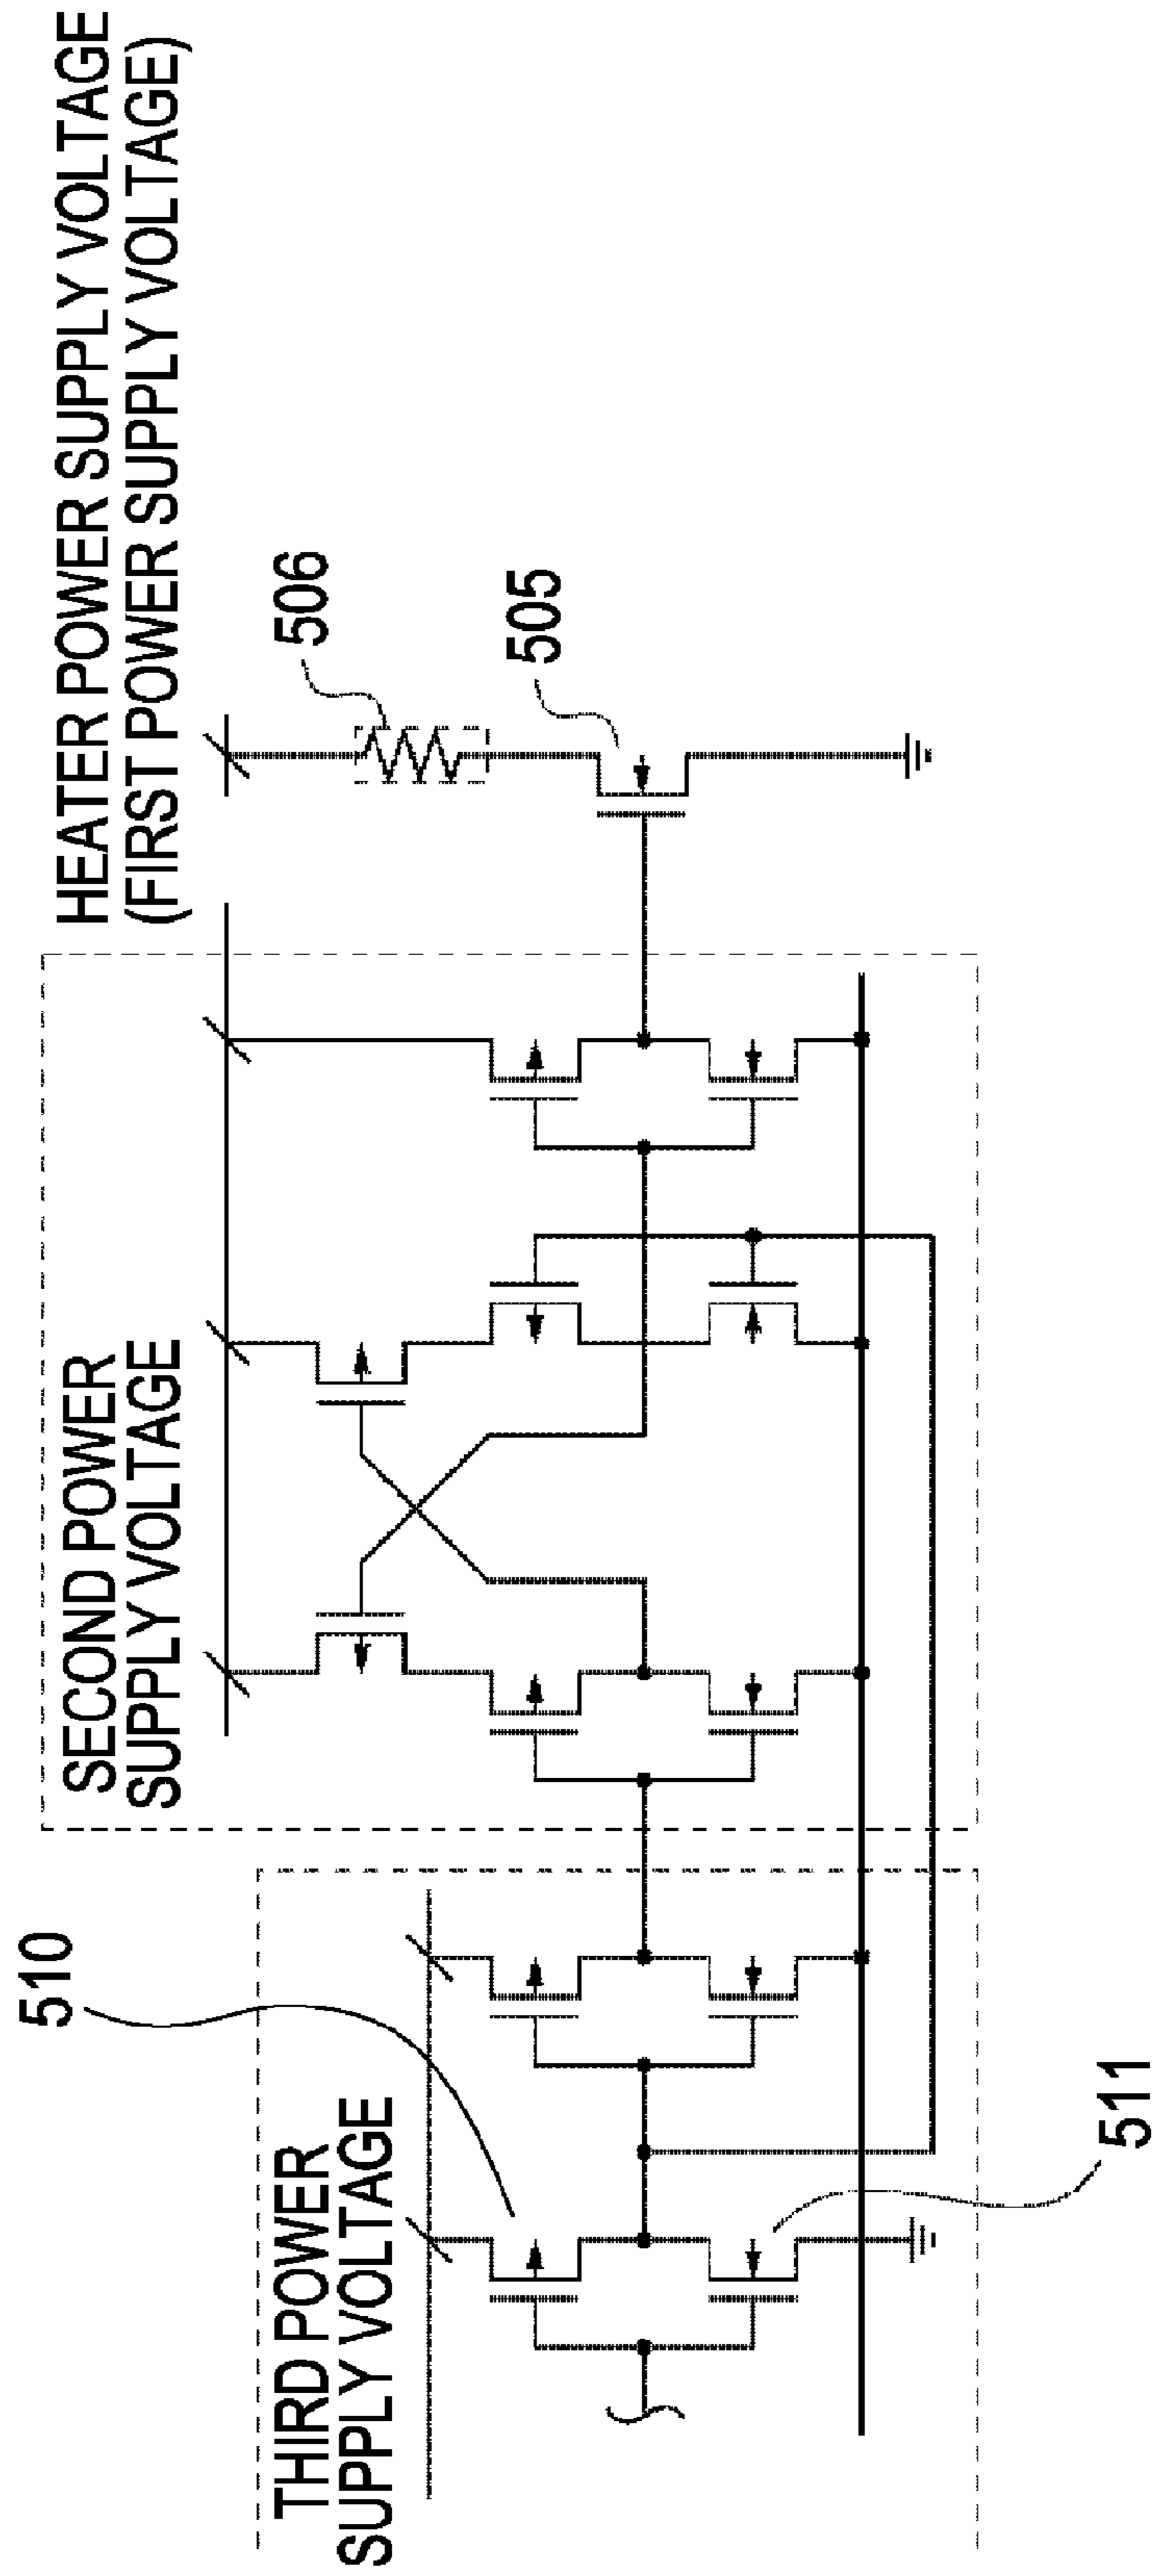 HEATER POWER SUPPLY VOLTAGE
(FIRST POWER SUPPLY VOLTAGE)
SECOND POWER
SUPPLY VOLTAGE
THIRD POWER
SUPPLY VOLTAGE
510
506
505
511